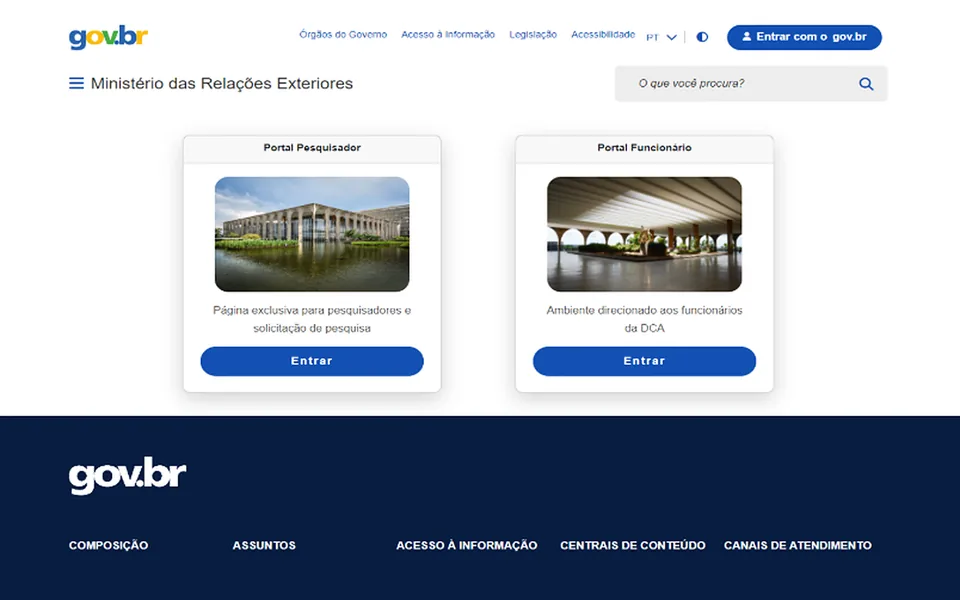 gov.br
Órgãos do Governo Acesso à Informação Legislação Acessibilidade PT
Entrar com o gov.br
Ministério das Relações Exteriores
O que você procura?
Portal Pesquisador
Página exclusiva para pesquisadores e
solicitação de pesquisa
Entrar
Portal Funcionário
Ambiente direcionado aos funcionários
da DCA
Entrar
gov.br
COMPOSIÇÃO ASSUNTOS ACESSO À INFORMAÇÃO CENTRAIS DE CONTEÚDO CANAIS DE ATENDIMENTO